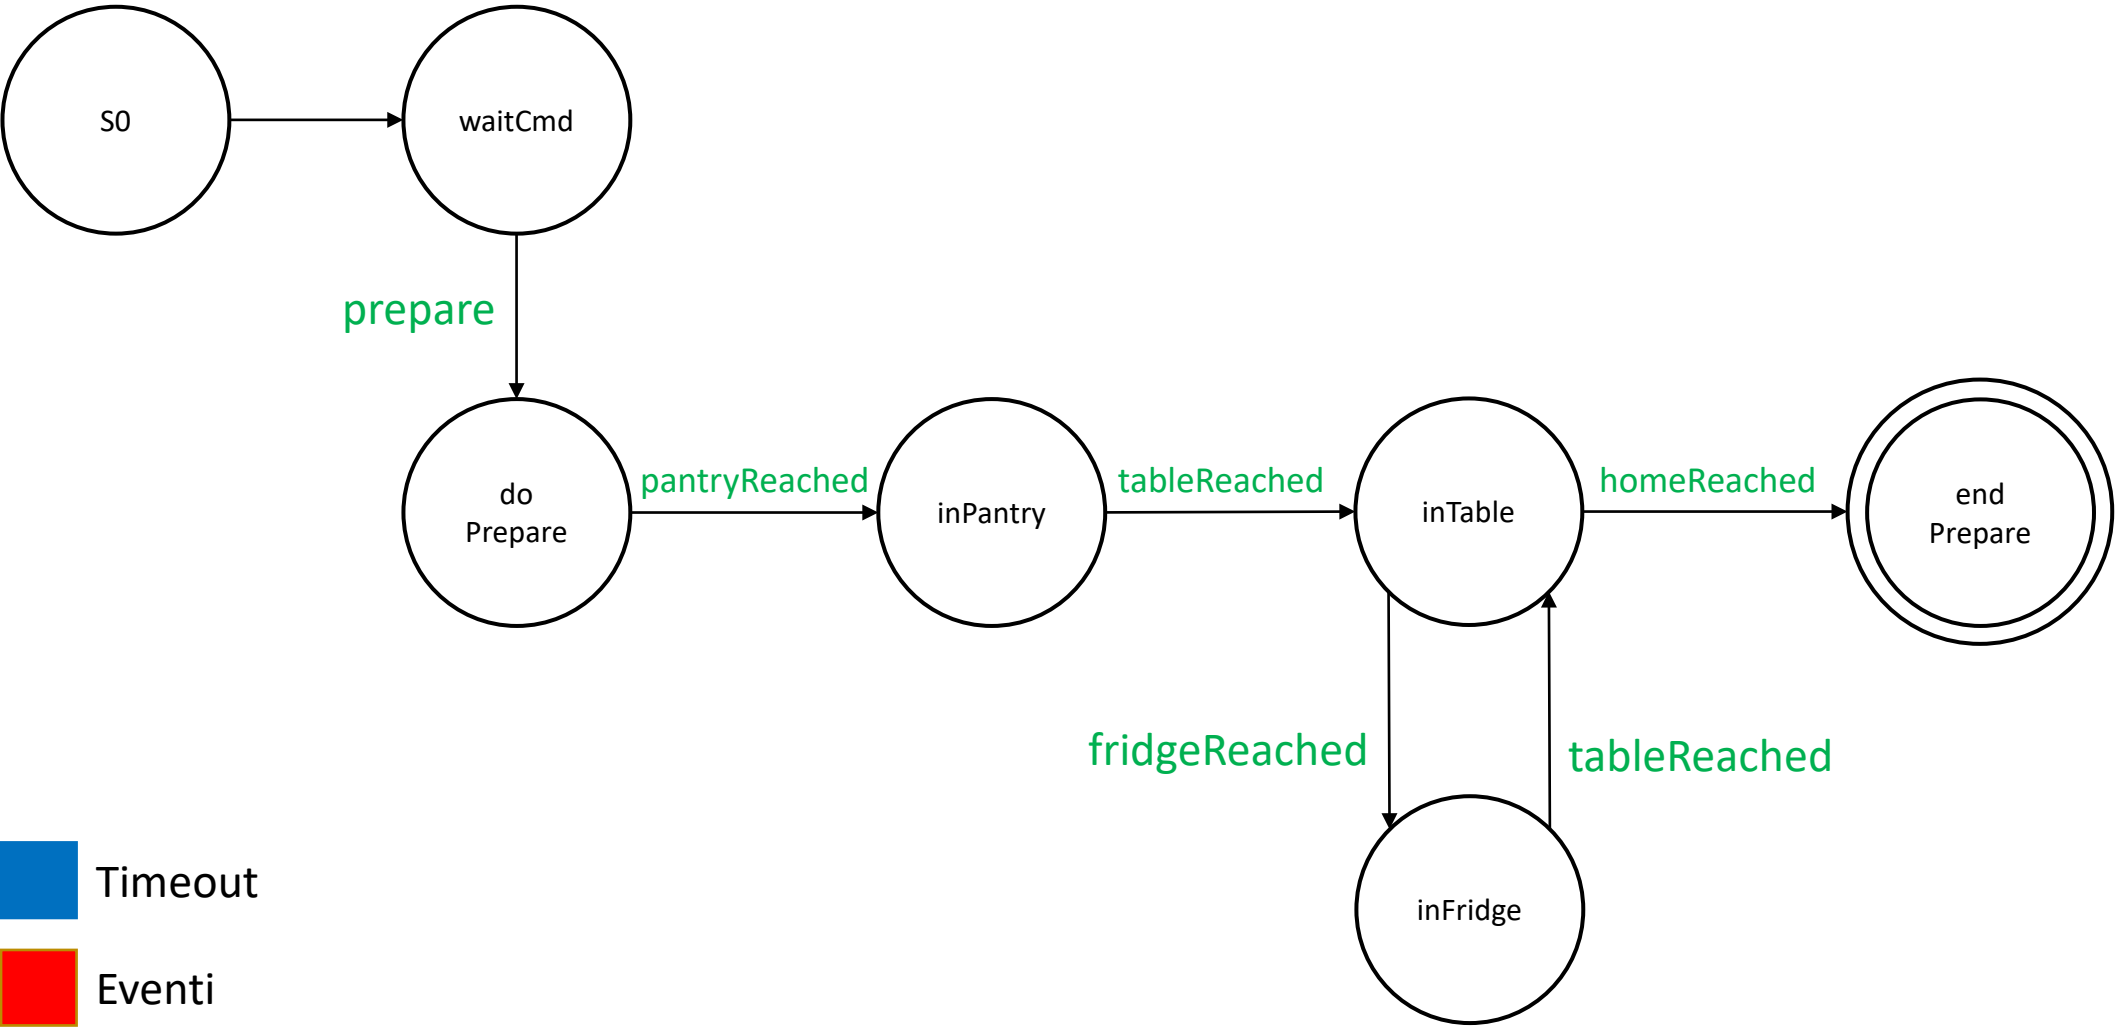 S0
waitCmd
prepare
do
Prepare
pantryReached
inPantry
tableReached
inTable
homeReached
end
Prepare
fridgeReached
tableReached
inFridge
Timeout
Eventi